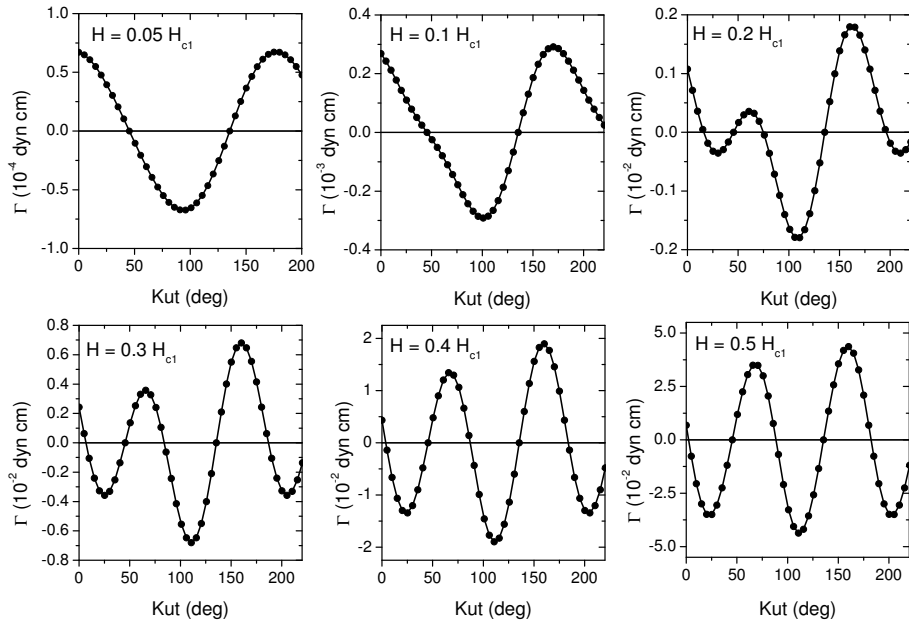 H = 0.05 H_c1
Γ (10^-4 dyn cm)
1.0
0.5
0.0
-0.5
-1.0
0 50 100 150 200
Kut (deg)
H = 0.1 H_c1
Γ (10^-3 dyn cm)
0.4
0.2
0.0
-0.2
-0.4
0 50 100 150 200
Kut (deg)
H = 0.2 H_c1
Γ (10^-2 dyn cm)
0.2
0.1
0.0
-0.1
-0.2
0 50 100 150 200
Kut (deg)
H = 0.3 H_c1
Γ (10^-2 dyn cm)
0.8
0.6
0.4
0.2
0.0
-0.2
-0.4
-0.6
-0.8
0 50 100 150 200
Kut (deg)
H = 0.4 H_c1
Γ (10^-2 dyn cm)
2
1
0
-1
-2
0 50 100 150 200
Kut (deg)
H = 0.5 H_c1
Γ (10^-2 dyn cm)
5.0
2.5
0.0
-2.5
-5.0
0 50 100 150 200
Kut (deg)